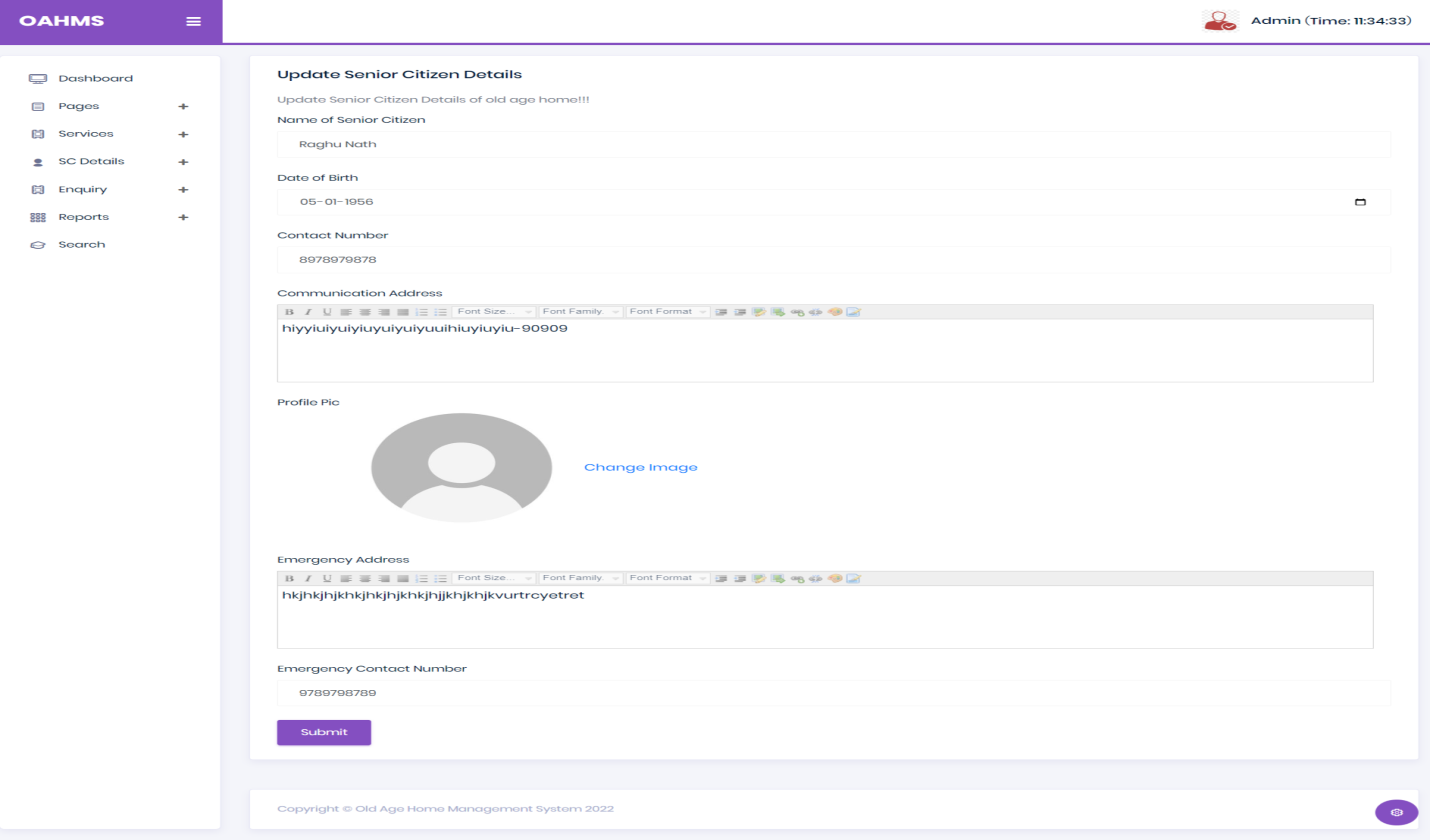 OAHMS
Admin (Time: 11:34:33)
Dashboard
Pages +
Services +
SC Details +
Enquiry +
Reports +
Search
Update Senior Citizen Details
Update Senior Citizen Details of old age home!!!
Name of Senior Citizen
Raghu Nath
Date of Birth
05-01-1956
Contact Number
8978979878
Communication Address
B I U Font Size... Font Family. Font Format
hiyyiuiyuiyiuyuiyuiyuuihiuyiuyiu-90909
Profile Pic
Change Image
Emergency Address
B I U Font Size... Font Family. Font Format
hkjhkjhjkhkjhkjhjkhkjhjjkhjkhjkvurtrcyetret
Emergency Contact Number
9789798789
Submit
Copyright © Old Age Home Management System 2022